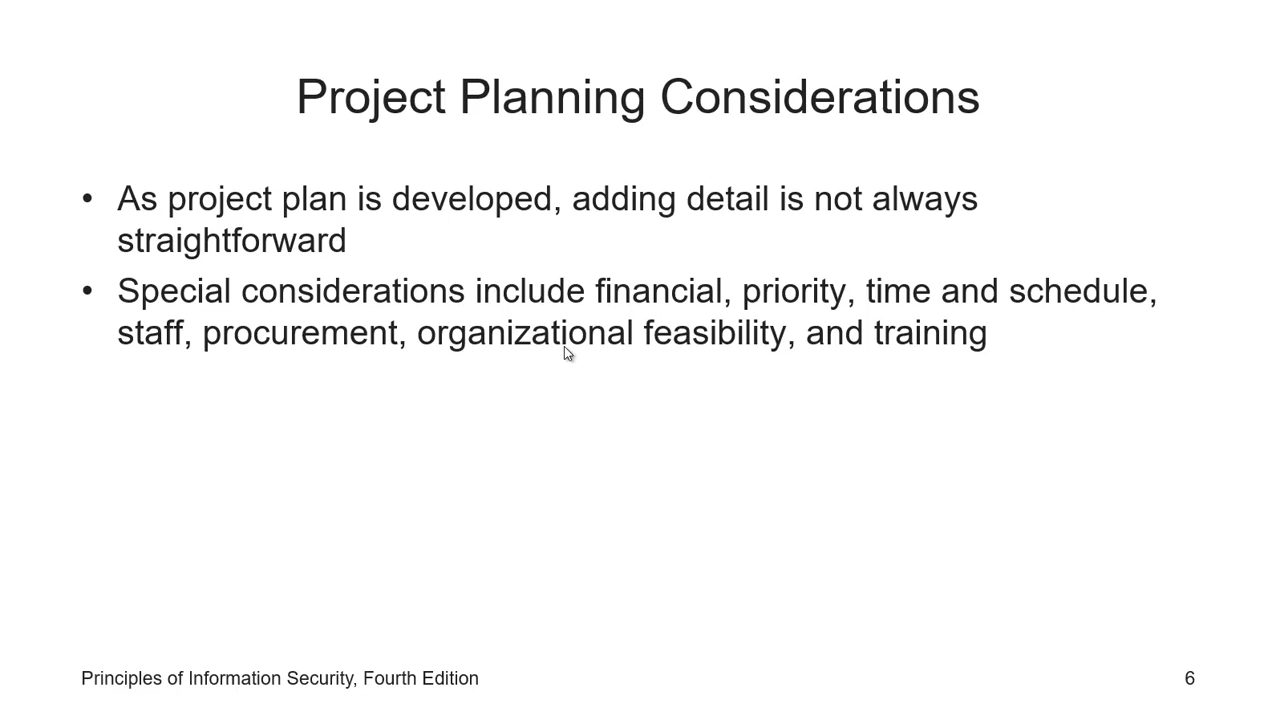 Project Planning Considerations
• As project plan is developed, adding detail is not always
straightforward
• Special considerations include financial, priority, time and schedule,
staff, procurement, organizational feasibility, and training
Principles of Information Security, Fourth Edition
6